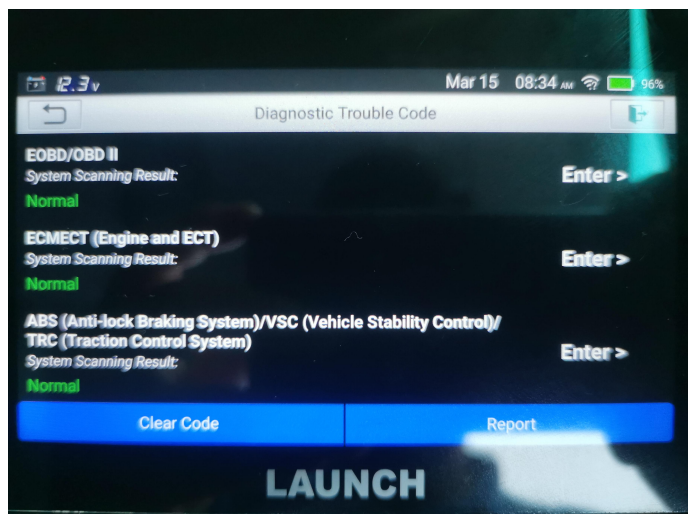 12.3v Mar 15 08:34 AM 96%
Diagnostic Trouble Code
EOBD/OBD II
System Scanning Result:
Enter >
Normal
ECMECT (Engine and ECT)
System Scanning Result:
Enter >
Normal
ABS (Anti-lock Braking System)/VSC (Vehicle Stability Control)/
TRC (Traction Control System)
System Scanning Result:
Enter >
Normal
Clear Code Report
LAUNCH